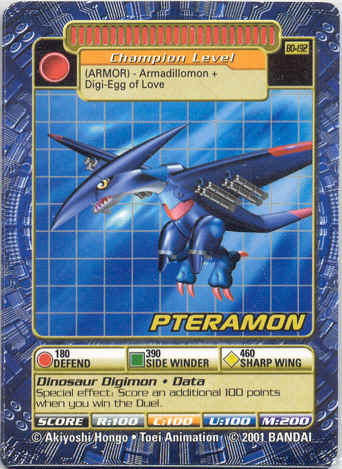 Champion Level
BO-192
(ARMOR) - Armadillomon +
Digi-Egg of Love
PTERAMON
180 DEFEND
390 SIDE WINDER
460 SHARP WING
Dinosaur Digimon • Data
Special effect: Score an additional 100 points
when you win the Duel.
SCORE R:100 C:100 U:100 M:200
© Akiyoshi/Hongo • Toei Animation / © 2001 BANDAI